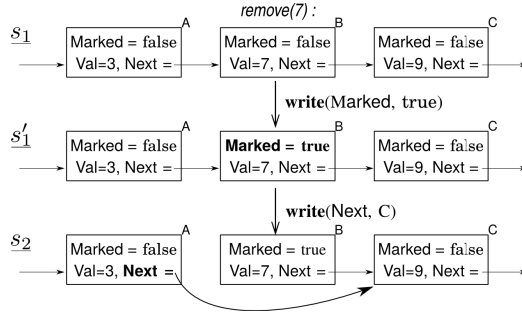 remove(7) :
s1
A
Marked = false
Val=3, Next =
B
Marked = false
Val=7, Next =
C
Marked = false
Val=9, Next =
write(Marked, true)
s1′
A
Marked = false
Val=3, Next =
B
Marked = true
Val=7, Next =
C
Marked = false
Val=9, Next =
write(Next, C)
s2
A
Marked = false
Val=3, Next =
B
Marked = true
Val=7, Next =
C
Marked = false
Val=9, Next =